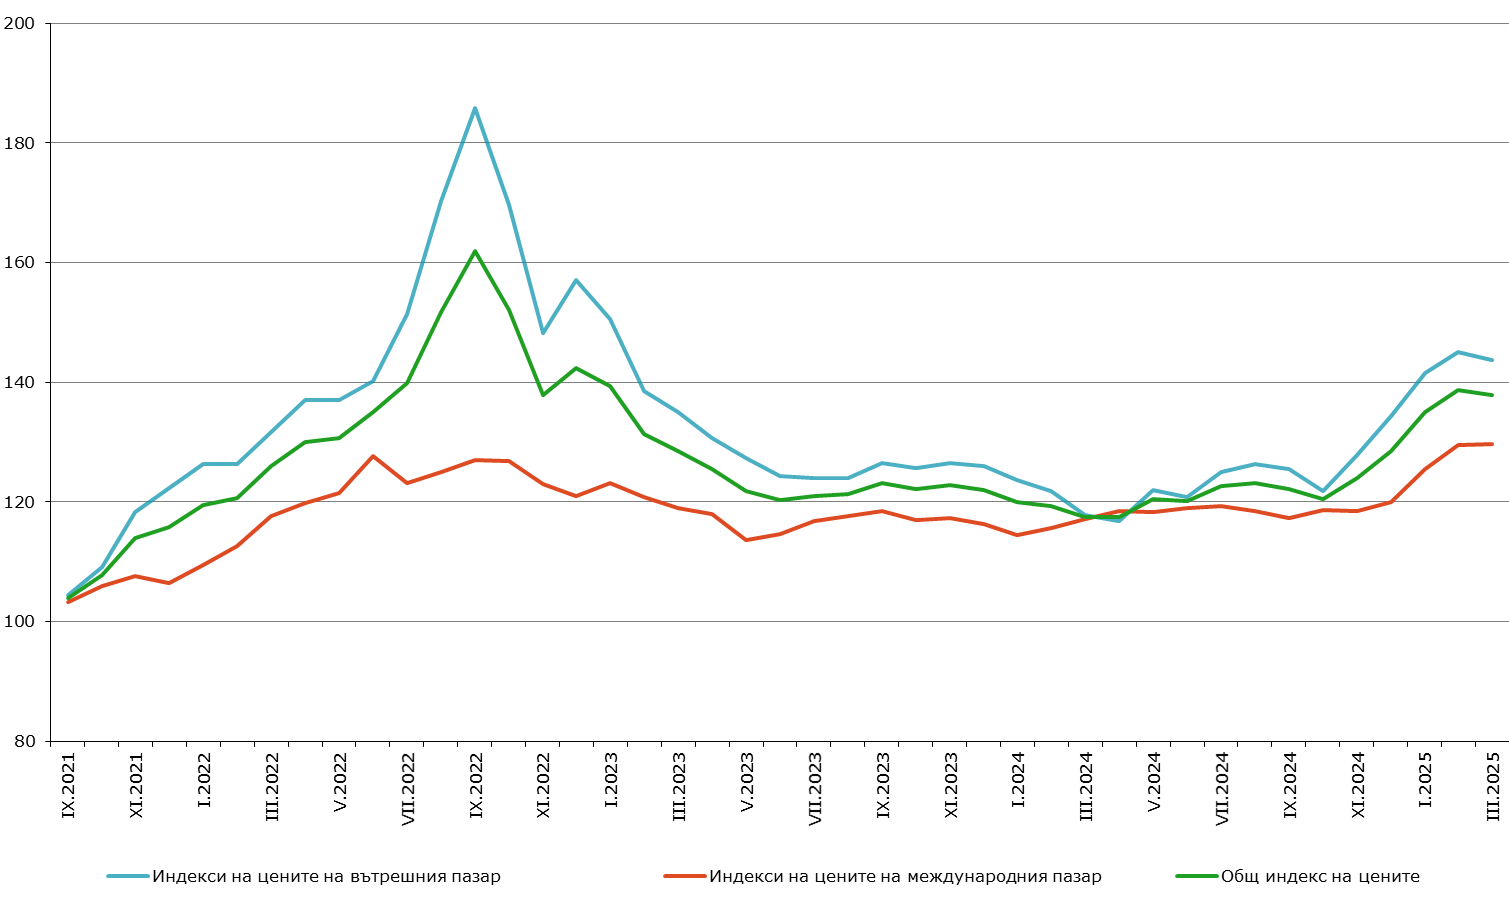 200
180
160
140
120
100
80
IX.2021
XI.2021
I.2022
III.2022
V.2022
VII.2022
IX.2022
XI.2022
I.2023
III.2023
V.2023
VII.2023
IX.2023
XI.2023
I.2024
III.2024
V.2024
VII.2024
IX.2024
XI.2024
I.2025
III.2025
Индекси на цените на вътрешния пазар
Индекси на цените на международния пазар
Общ индекс на цените